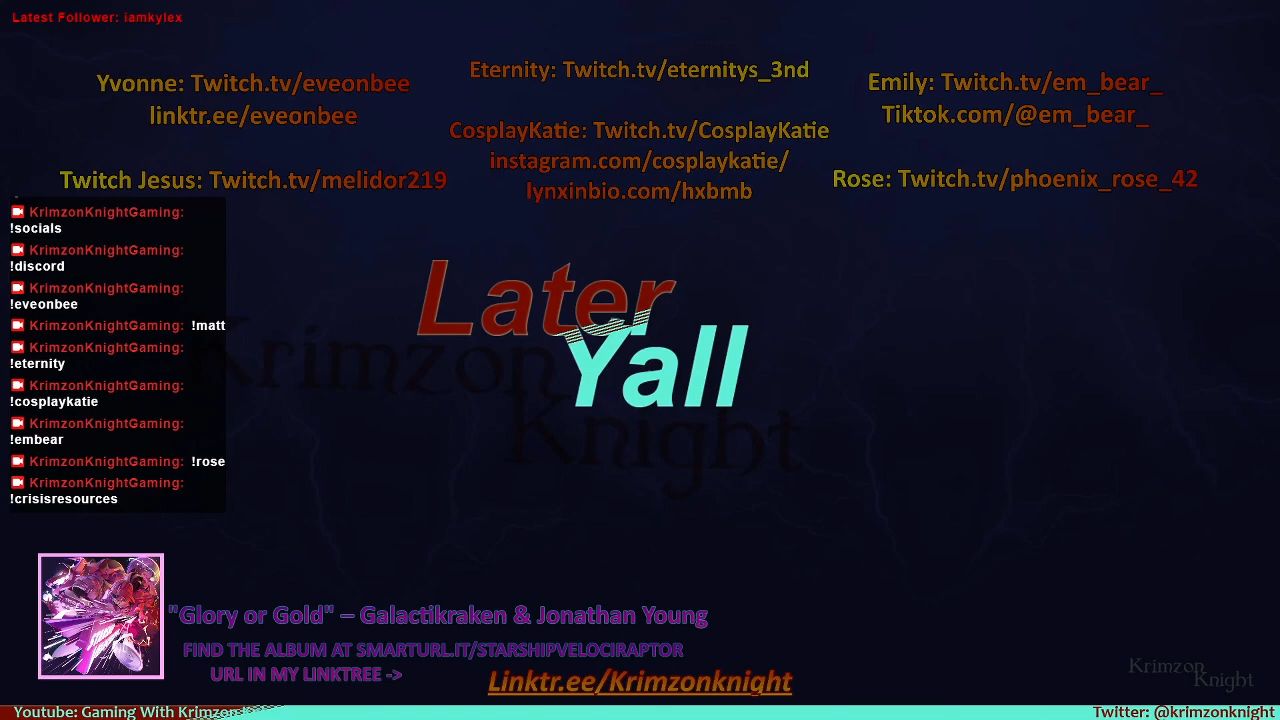 Latest Follower: iamkylex
Yvonne: Twitch.tv/eveonbee
linktr.ee/eveonbee
Eternity: Twitch.tv/eternitys_3nd
Emily: Twitch.tv/em_bear_
Tiktok.com/@em_bear_
CosplayKatie: Twitch.tv/CosplayKatie
instagram.com/cosplaykatie/
lynxinbio.com/hxbmb
Twitch Jesus: Twitch.tv/melidor219
Rose: Twitch.tv/phoenix_rose_42
KrimzonKnightGaming:
!socials
KrimzonKnightGaming:
!discord
KrimzonKnightGaming:
!eveonbee
KrimzonKnightGaming: !matt
KrimzonKnightGaming:
!eternity
KrimzonKnightGaming:
!cosplaykatie
KrimzonKnightGaming:
!embear
KrimzonKnightGaming: !rose
KrimzonKnightGaming:
!crisisresources
Later
Yall
Krimzon
Knight
"Glory or Gold" – Galactikraken & Jonathan Young
FIND THE ALBUM AT SMARTURL.IT/STARSHIPVELOCIRAPTOR
URL IN MY LINKTREE ->
Linktr.ee/Krimzonknight
Krimzon
Knight
Youtube: Gaming With
Twitter: @krimzonknight